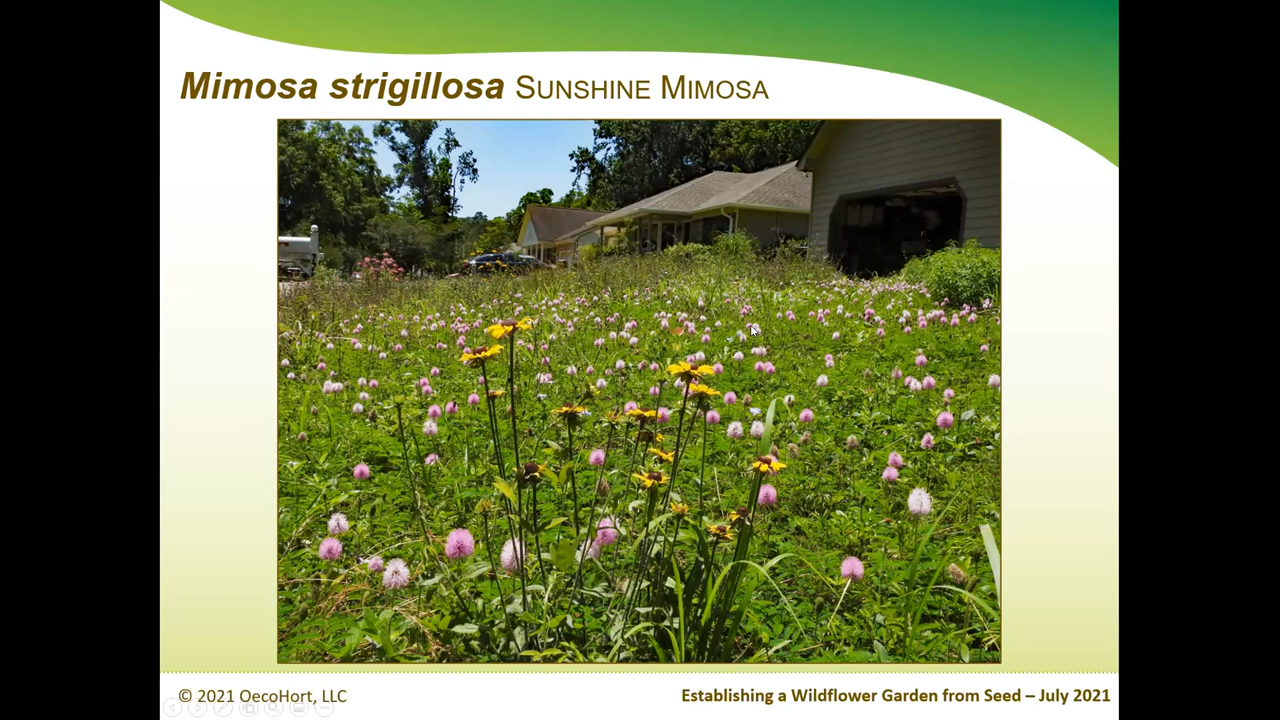 Mimosa strigillosa SUNSHINE MIMOSA
© 2021 OecoHort, LLC
Establishing a Wildflower Garden from Seed – July 2021